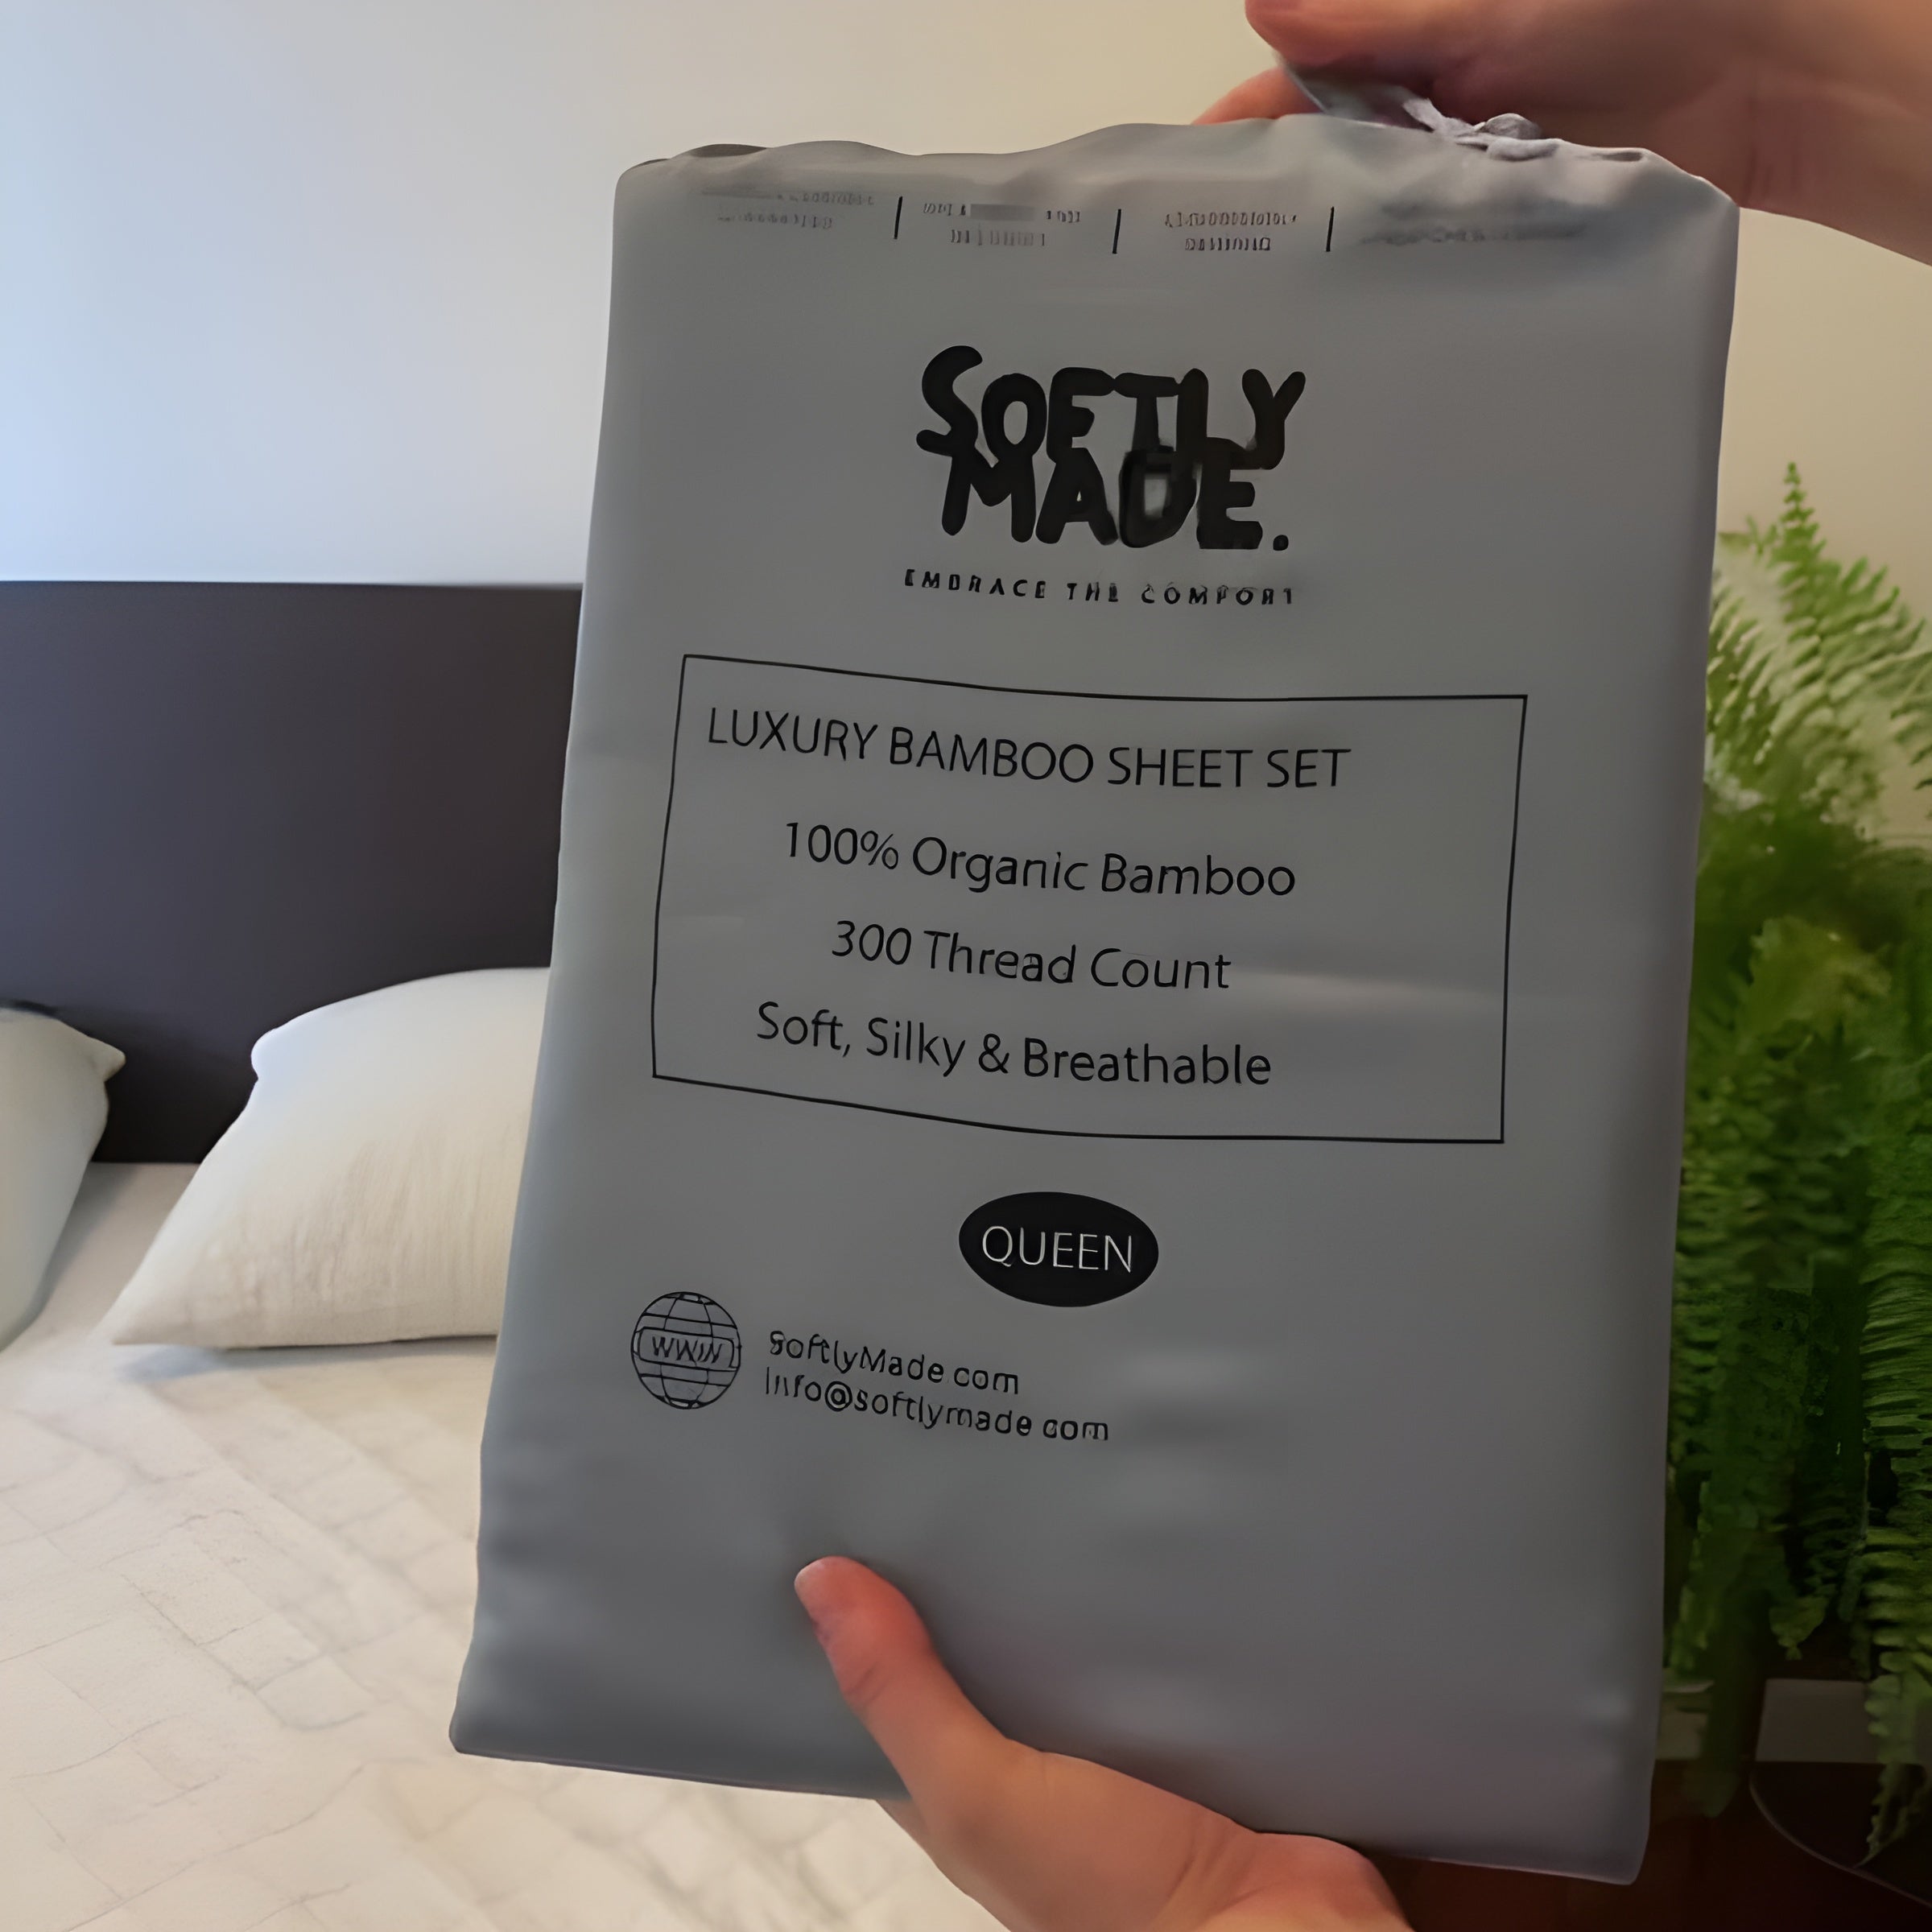 SOFTLY
MADE.
EMBRACE THE COMFORT
LUXURY BAMBOO SHEET SET
100% Organic Bamboo
300 Thread Count
Soft, Silky & Breathable
QUEEN
WWW
SoftlyMade.com
Info@softlymade.com